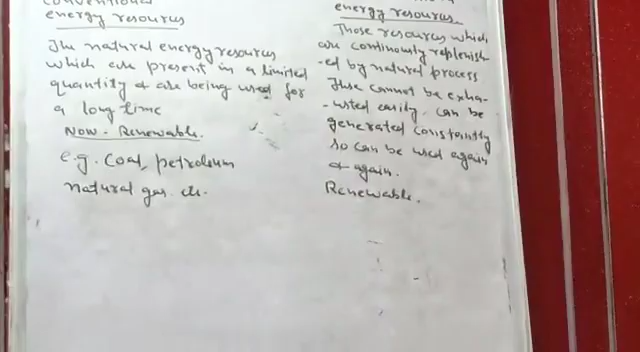 conventional
energy resources
The natural energy resources
which are present in a limited
quantity & are being used for
a long time
Non-Renewable.
e.g. Coal, petroleum
natural gas etc.
energy resources.
Those resources which
are continously replenish
-ed by natural process
These cannot be exha-
-usted easily. can be
generated constantly
so can be used again
& again.
Renewable.